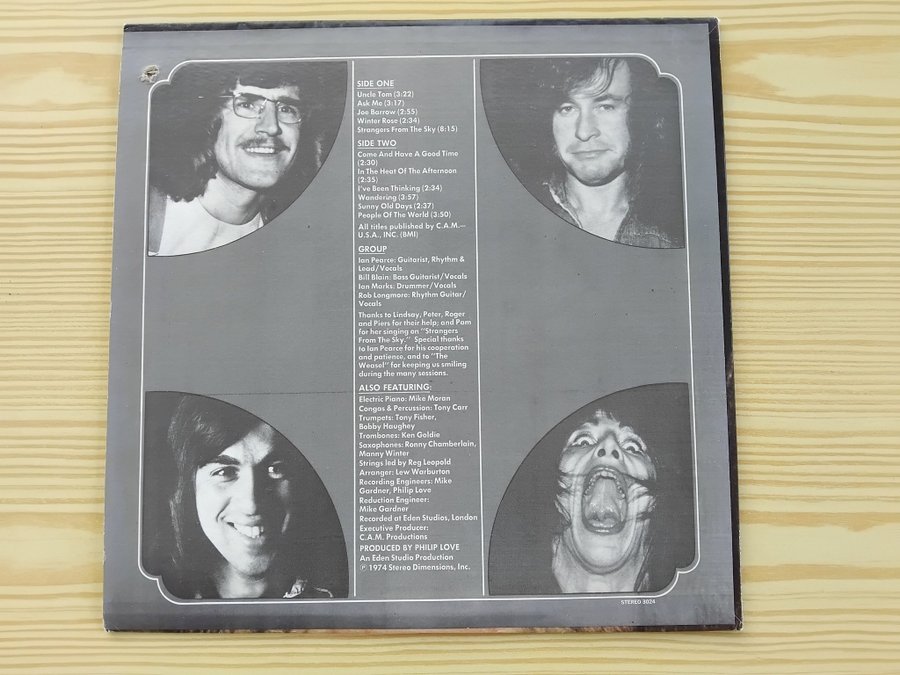 SIDE ONE
Uncle Tom (3:22)
Ask Me (3:17)
Joe Barrow (2:55)
Winter Rose (2:34)
Strangers From The Sky (8:15)
SIDE TWO
Come And Have A Good Time
(2:30)
In The Heat Of The Afternoon
(2:35)
I've Been Thinking (2:34)
Wandering (3:57)
Sunny Old Days (2:37)
People Of The World (3:50)
All titles published by C.A.M.—
U.S.A., INC. (BMI)
GROUP
Ian Pearce: Guitarist, Rhythm &
Lead/Vocals
Bill Blain: Bass Guitarist/Vocals
Ian Marks: Drummer/Vocals
Rob Longmore: Rhythm Guitar/
Vocals
Thanks to Lindsay, Peter, Roger
and Piers for their help; and Pam
for her singing on "Strangers
From The Sky." Special thanks
to Ian Pearce for his cooperation
and patience, and to "The
Weasel" for keeping us smiling
during the many sessions.
ALSO FEATURING:
Electric Piano: Mike Moran
Congas & Percussion: Tony Carr
Trumpets: Tony Fisher,
Bobby Haughey
Trombones: Ken Goldie
Saxophones: Ronny Chamberlain,
Manny Winter
Strings led by Reg Leopold
Arranger: Lew Warburton
Recording Engineers: Mike
Gardner, Philip Love
Reduction Engineer:
Mike Gardner
Recorded at Eden Studios, London
Executive Producer:
C.A.M. Productions
PRODUCED BY PHILIP LOVE
An Eden Studio Production
℗ 1974 Stereo Dimensions, Inc.
STEREO 3024